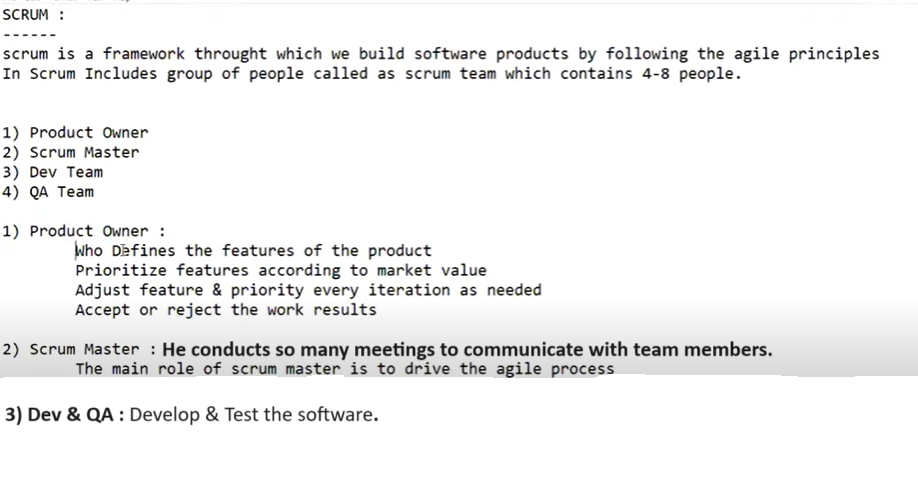 SCRUM :
------
scrum is a framework throught which we build software products by following the agile principles
In Scrum Includes group of people called as scrum team which contains 4-8 people.
1) Product Owner
2) Scrum Master
3) Dev Team
4) QA Team
1) Product Owner :
Who Defines the features of the product
Prioritize features according to market value
Adjust feature & priority every iteration as needed
Accept or reject the work results
2) Scrum Master : He conducts so many meetings to communicate with team members.
The main role of scrum master is to drive the agile process
3) Dev & QA : Develop & Test the software.